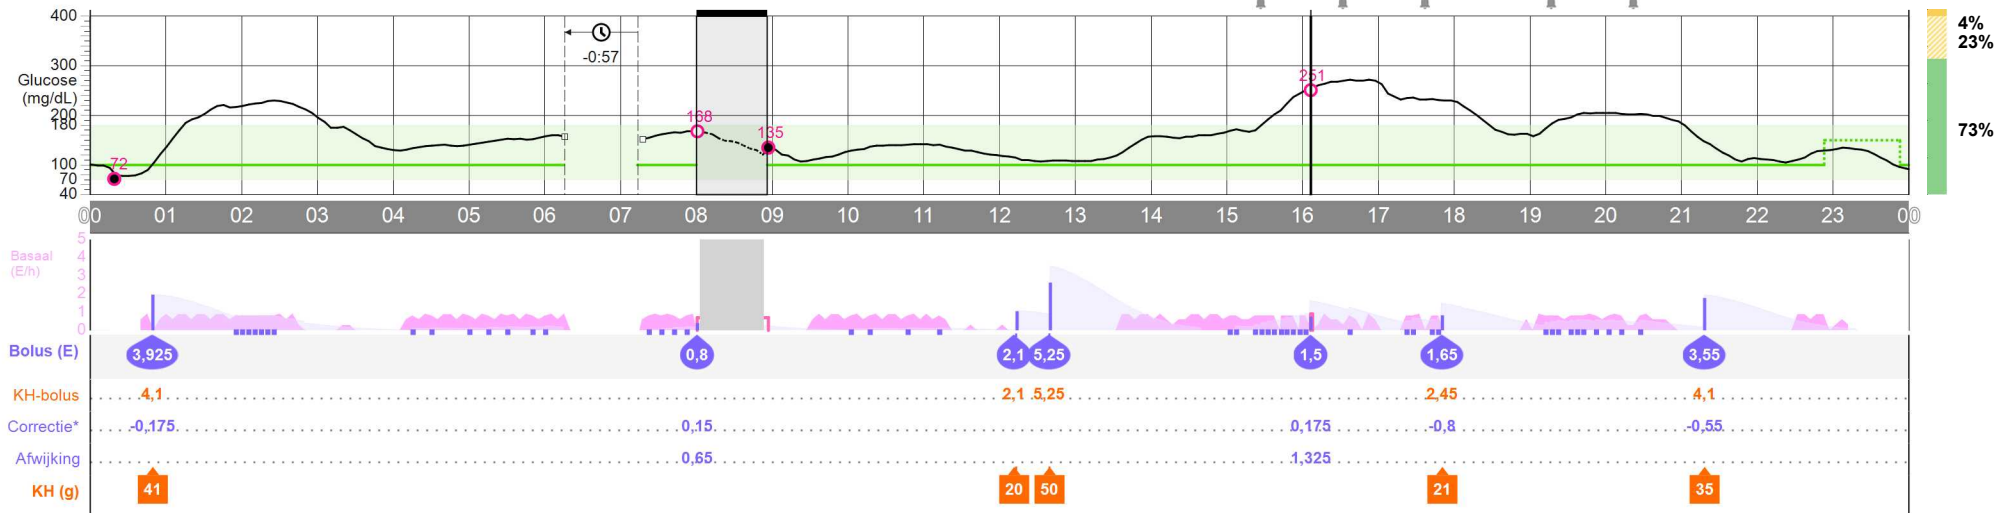 400
300
Glucose
(mg/dL)
200
180
100
70
40
-0:57
72
168
135
251
4%
23%
73%
00 01 02 03 04 05 06 07 08 09 10 11 12 13 14 15 16 17 18 19 20 21 22 23 00
Basaal
(E/h)
5
4
3
2
1
0
Bolus (E) 3,925 0,8 2,1 5,25 1,5 1,65 3,55
KH-bolus 4,1 2,1 5,25 2,45 4,1
Correctie* -0,175 0,15 0,175 -0,8 -0,55
Afwijking 0,65 1,325
KH (g) 41 20 50 21 35